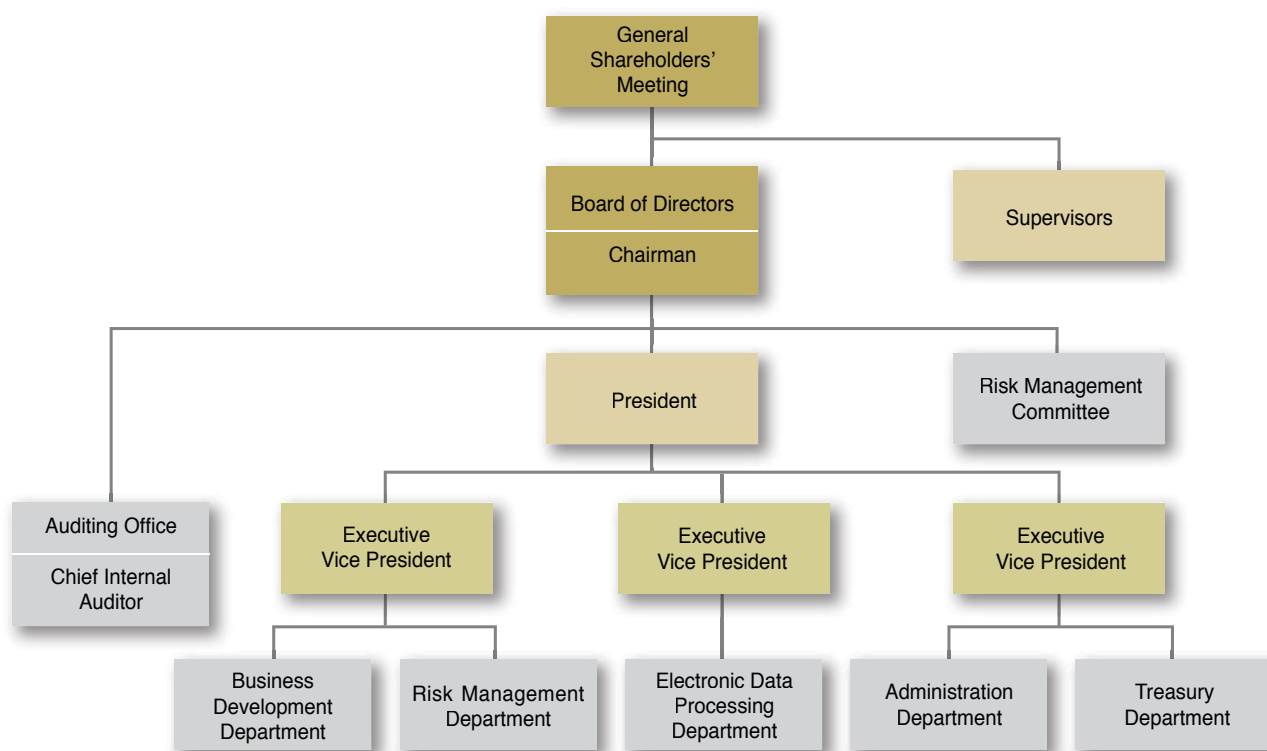 General
Shareholders’
Meeting
Board of Directors
Chairman
Supervisors
President
Risk Management
Committee
Auditing Office
Chief Internal
Auditor
Executive
Vice President
Executive
Vice President
Executive
Vice President
Business
Development
Department
Risk Management
Department
Electronic Data
Processing
Department
Administration
Department
Treasury
Department